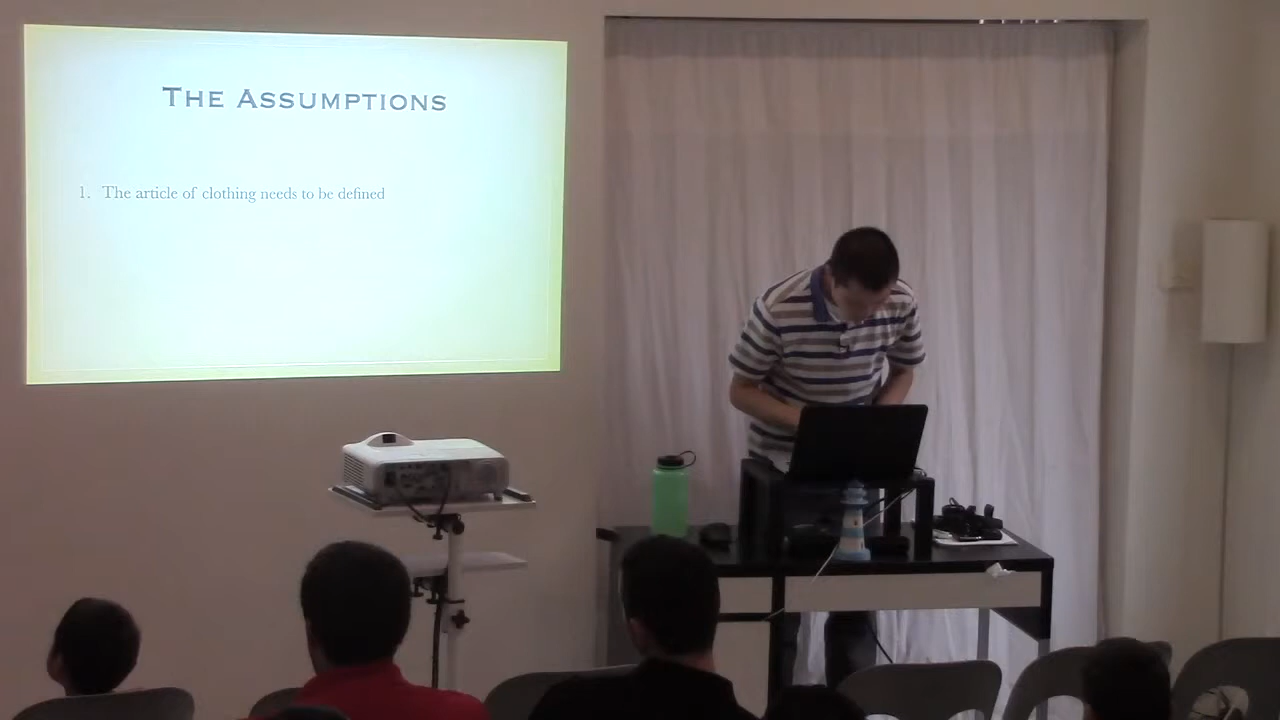 The Assumptions
1. The article of clothing needs to be defined